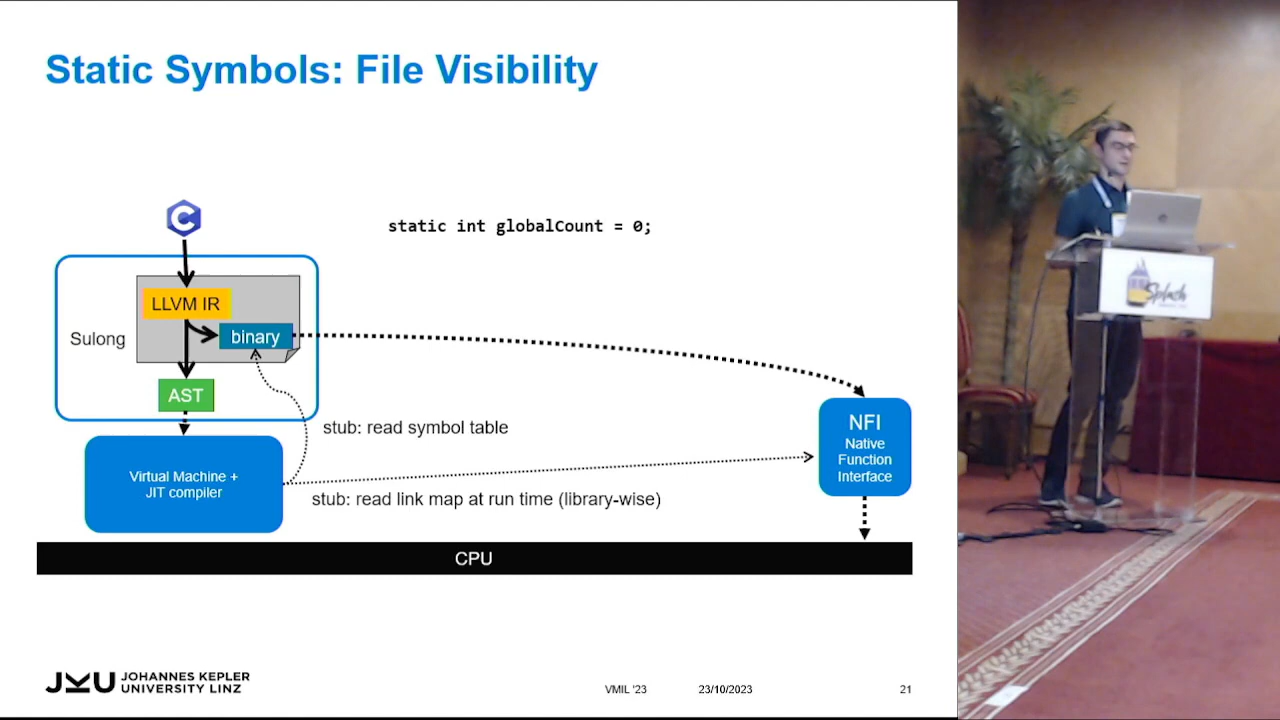 Static Symbols: File Visibility
C
static int globalCount = 0;
LLVM IR
Sulong
binary
AST
stub: read symbol table
NFI
Native
Function
Interface
Virtual Machine +
JIT compiler
stub: read link map at run time (library-wise)
CPU
JKU JOHANNES KEPLER
UNIVERSITY LINZ
VMIL '23
23/10/2023
21
Splash